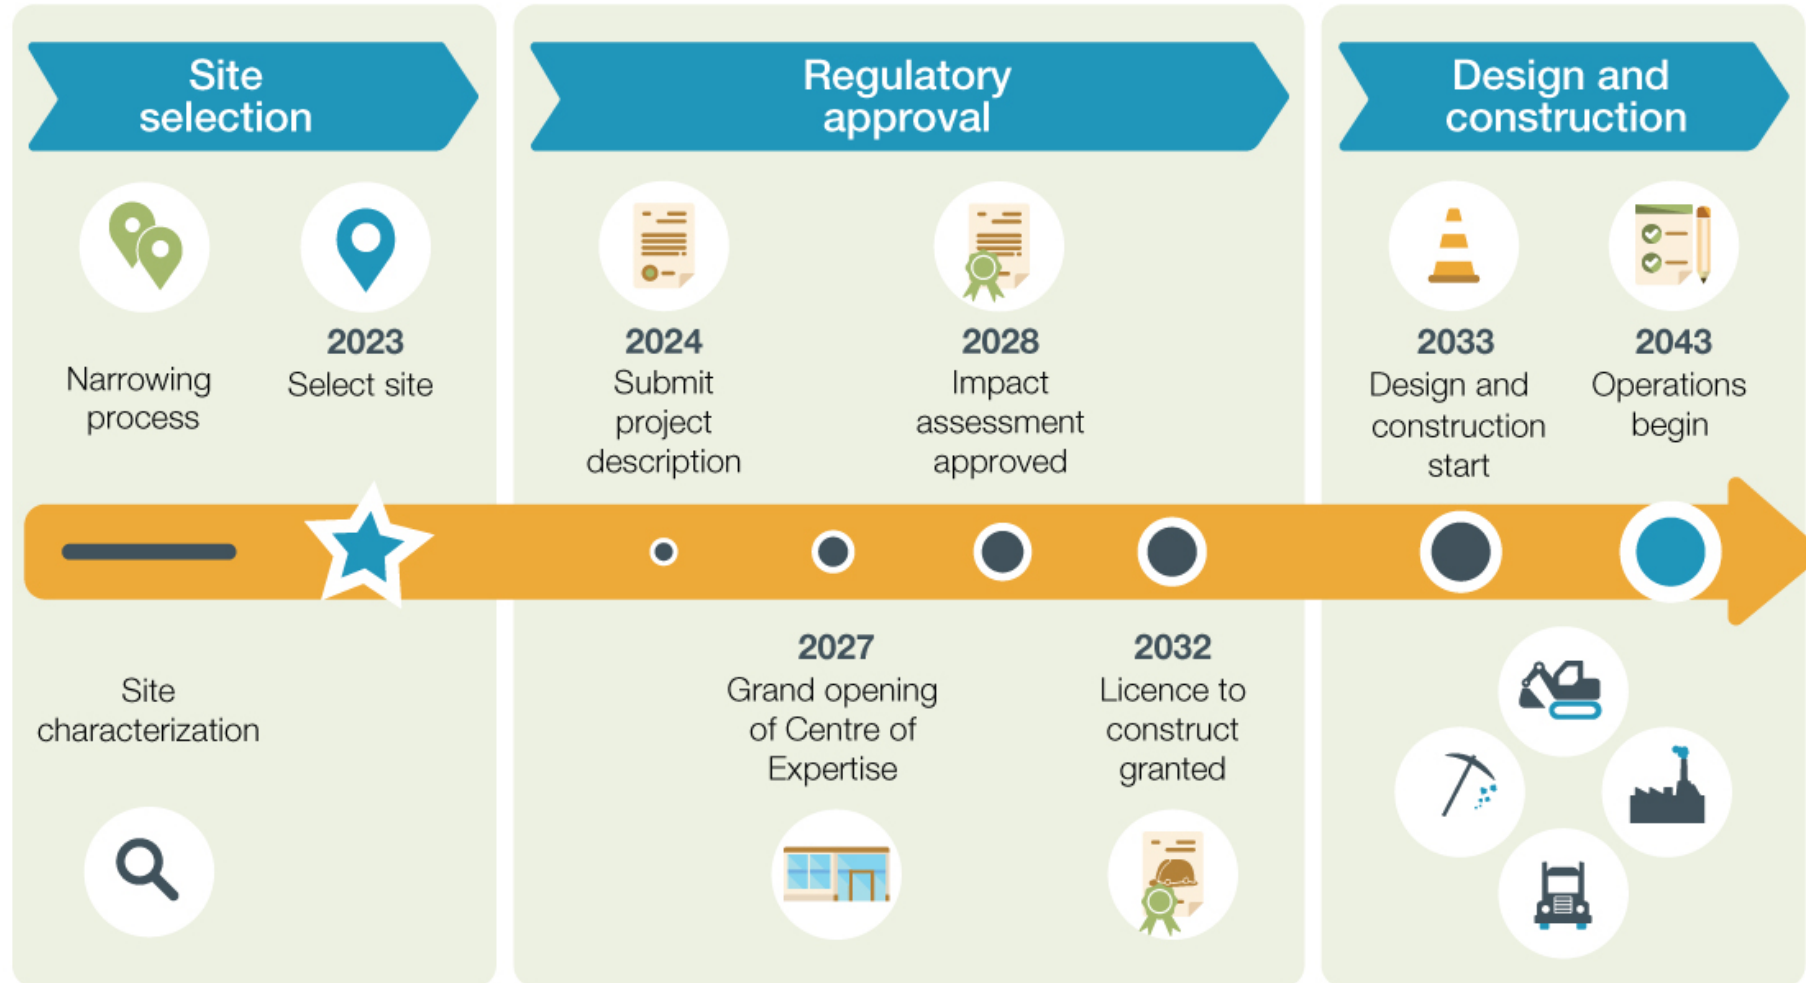 Site
selection
Narrowing
process
2023
Select site
Site
characterization
Regulatory
approval
2024
Submit
project
description
2027
Grand opening
of Centre of
Expertise
2028
Impact
assessment
approved
2032
Licence to
construct
granted
Design and
construction
2033
Design and
construction
start
2043
Operations
begin